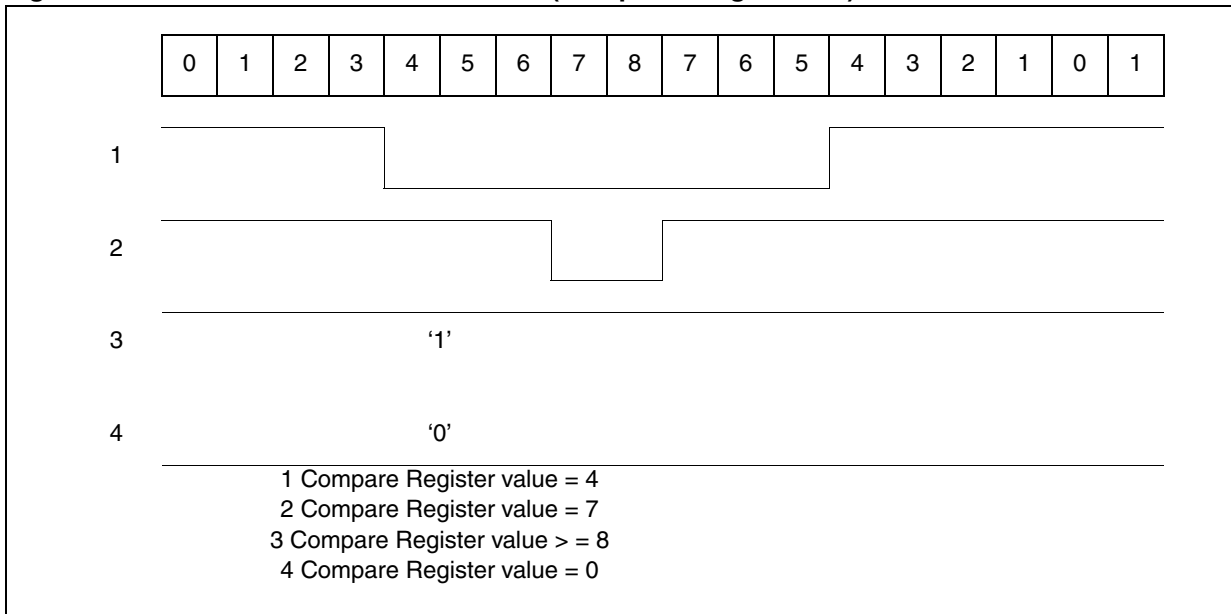 0 1 2 3 4 5 6 7 8 7 6 5 4 3 2 1 0 1
1
2
3 ‘1’
4 ‘0’
1 Compare Register value = 4
2 Compare Register value = 7
3 Compare Register value > = 8
4 Compare Register value = 0